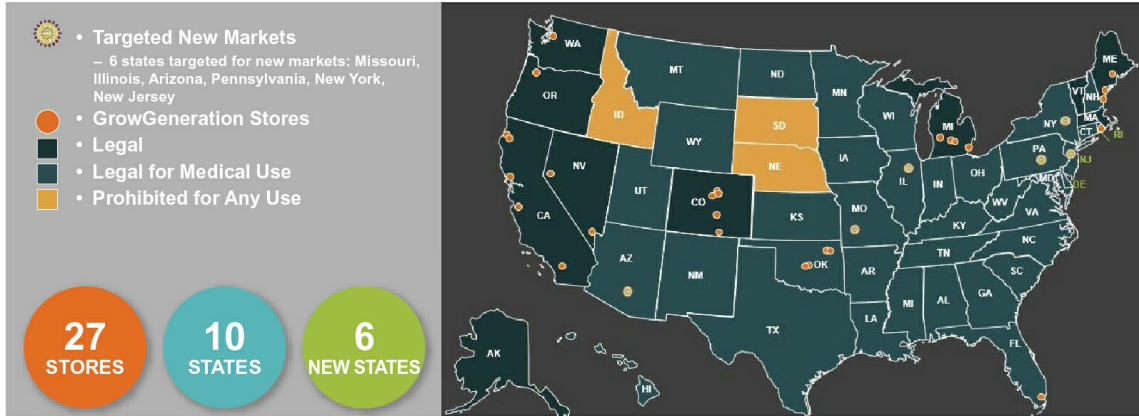 • Targeted New Markets
– 6 states targeted for new markets: Missouri,
Illinois, Arizona, Pennsylvania, New York,
New Jersey
• GrowGeneration Stores
• Legal
• Legal for Medical Use
• Prohibited for Any Use
27
STORES
10
STATES
6
NEW STATES
WA
MT
ND
MN
ME
VT
NH
OR
ID
SD
WI
MI
NY
MA
CT
RI
WY
NE
IA
PA
NJ
NV
UT
CO
IL
IN
OH
MD
DE
CA
KS
MO
WV
VA
KY
AZ
NM
OK
AR
TN
NC
SC
TX
LA
MI
AL
GA
FL
AK
HI